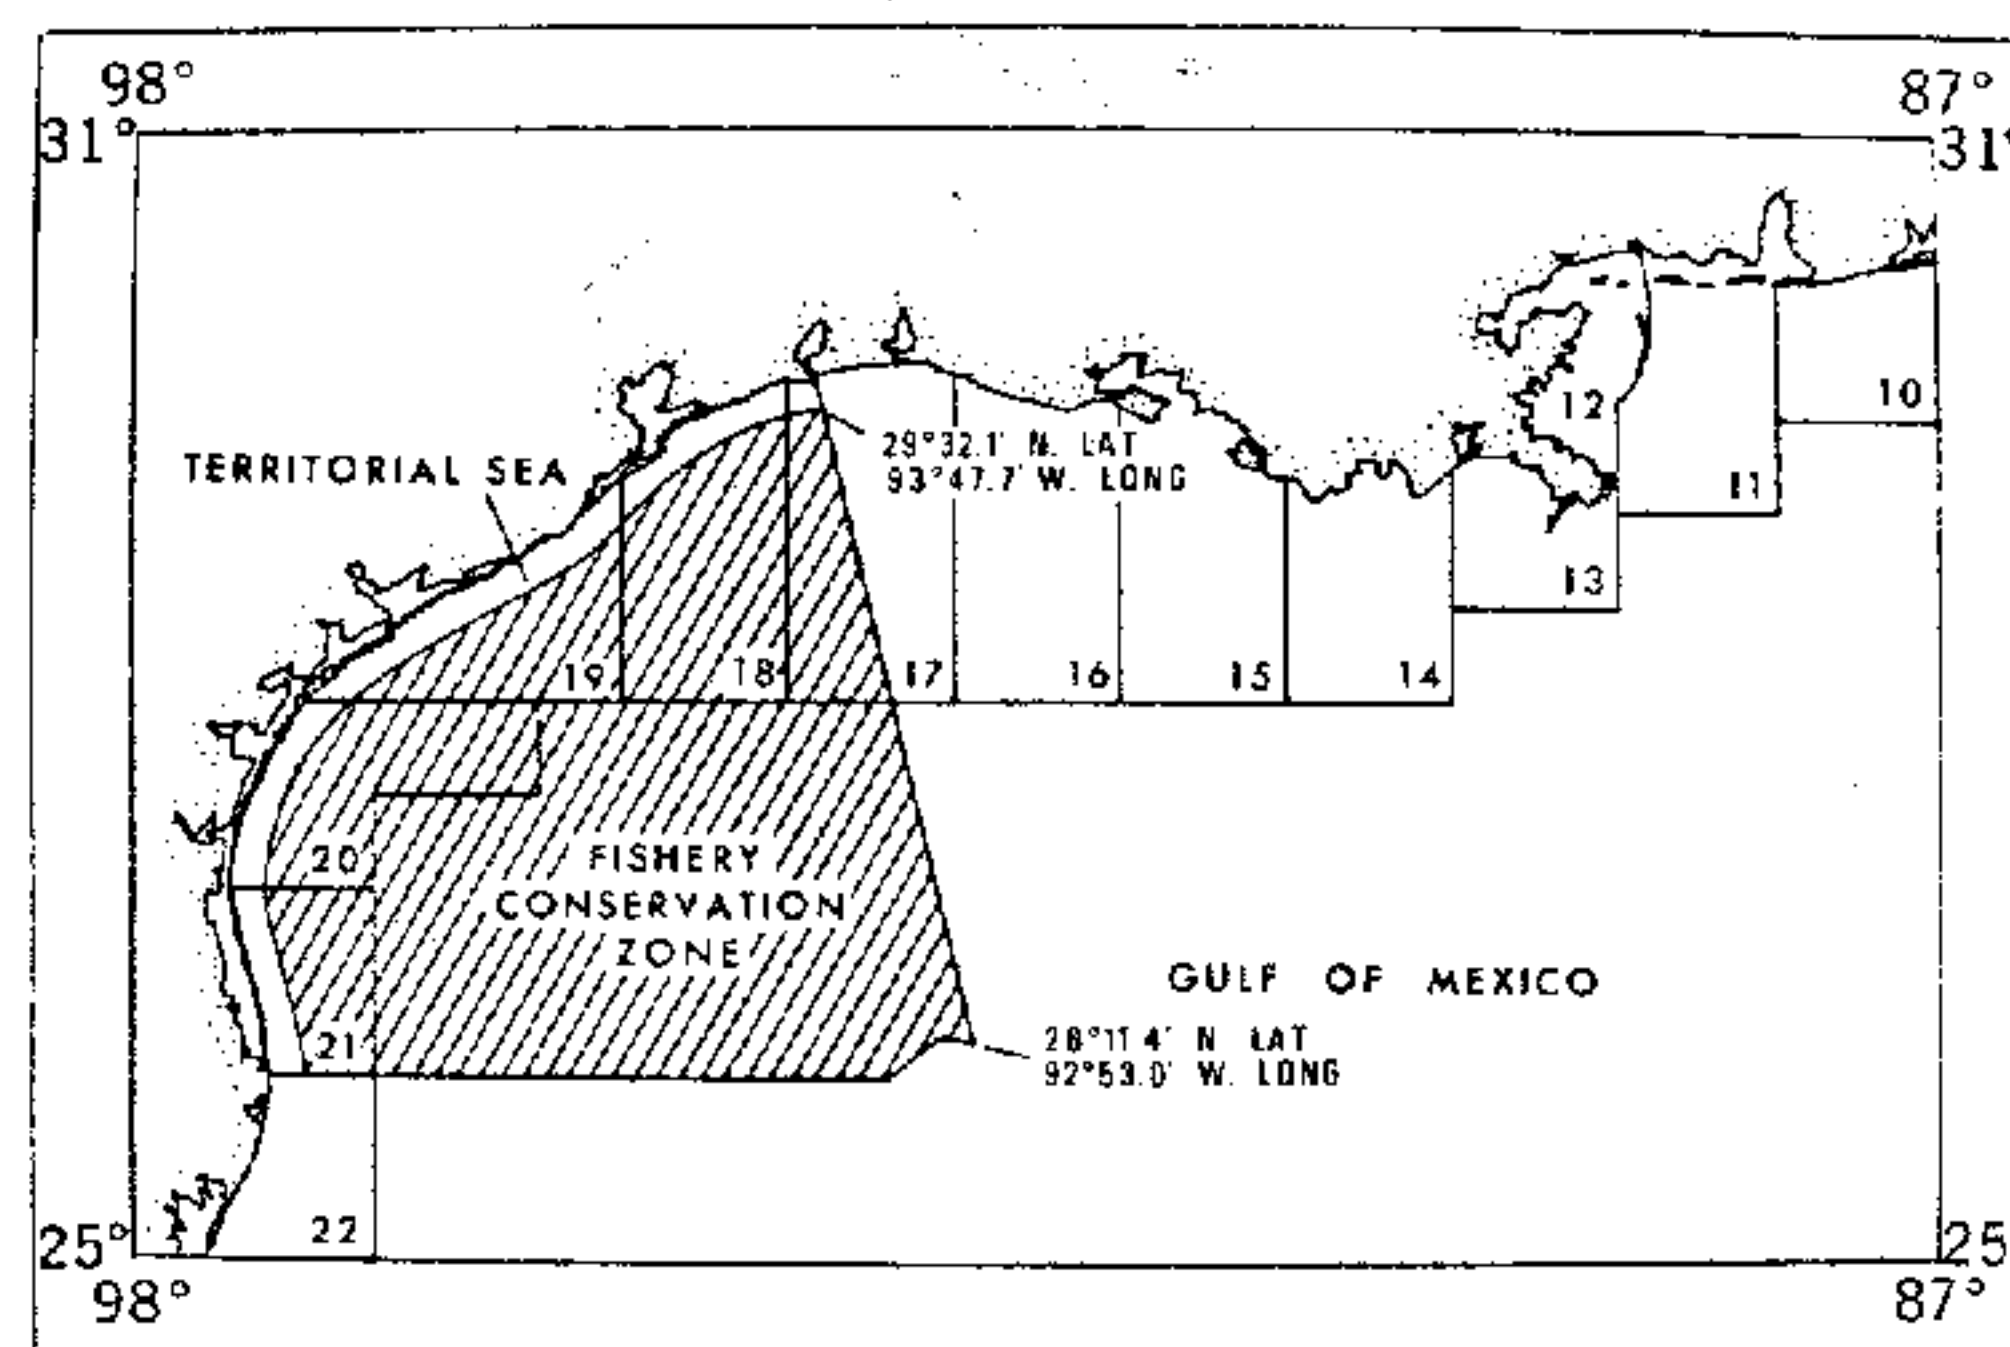 98°
87°
31°
31°
10
12
29°32.1' N. LAT
93°47.7' W. LONG
TERRITORIAL SEA
11
13
19
18
17
16
15
14
20
FISHERY
CONSERVATION
ZONE
GULF OF MEXICO
21
28°11.4' N LAT
92°53.0' W. LONG
22
25°
25
98°
87°